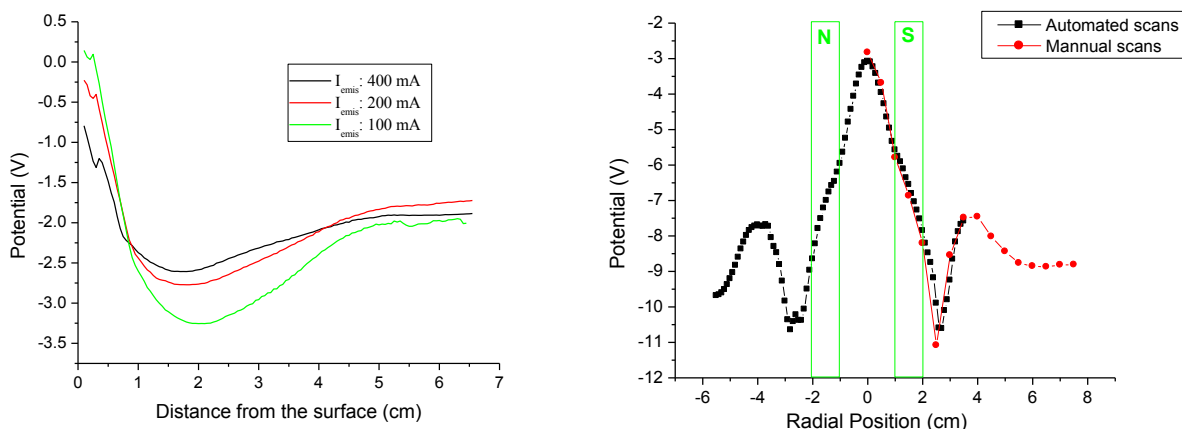 0.5
0.0
-0.5
-1.0
-1.5
-2.0
-2.5
-3.0
-3.5
Potential (V)
I_emis: 400 mA
I_emis: 200 mA
I_emis: 100 mA
0 1 2 3 4 5 6 7
Distance from the surface (cm)
-2
-3
-4
-5
-6
-7
-8
-9
-10
-11
-12
Potential (V)
N S
Automated scans
Mannual scans
-6 -4 -2 0 2 4 6 8
Radial Position (cm)